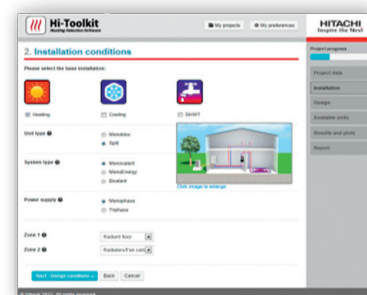 Hi-Toolkit
Heating Selection Software
My projects
My preferences
HITACHI
Inspire the Next
2. Installation conditions
Project progress
Please select the base installation:
Project data
Installation
Heating
Cooling
DHWT
Design
Available units
Unit type
Monobloc
Split
Results and plots
Report
System type
Monovalent
MonoEnergy
Bivalent
Click image to enlarge
Power supply
Monophase
Triphase
Zone 1
Radiant floor
Zone 2
Radiators/Fan coil
Next - Design conditions »
Back
Cancel